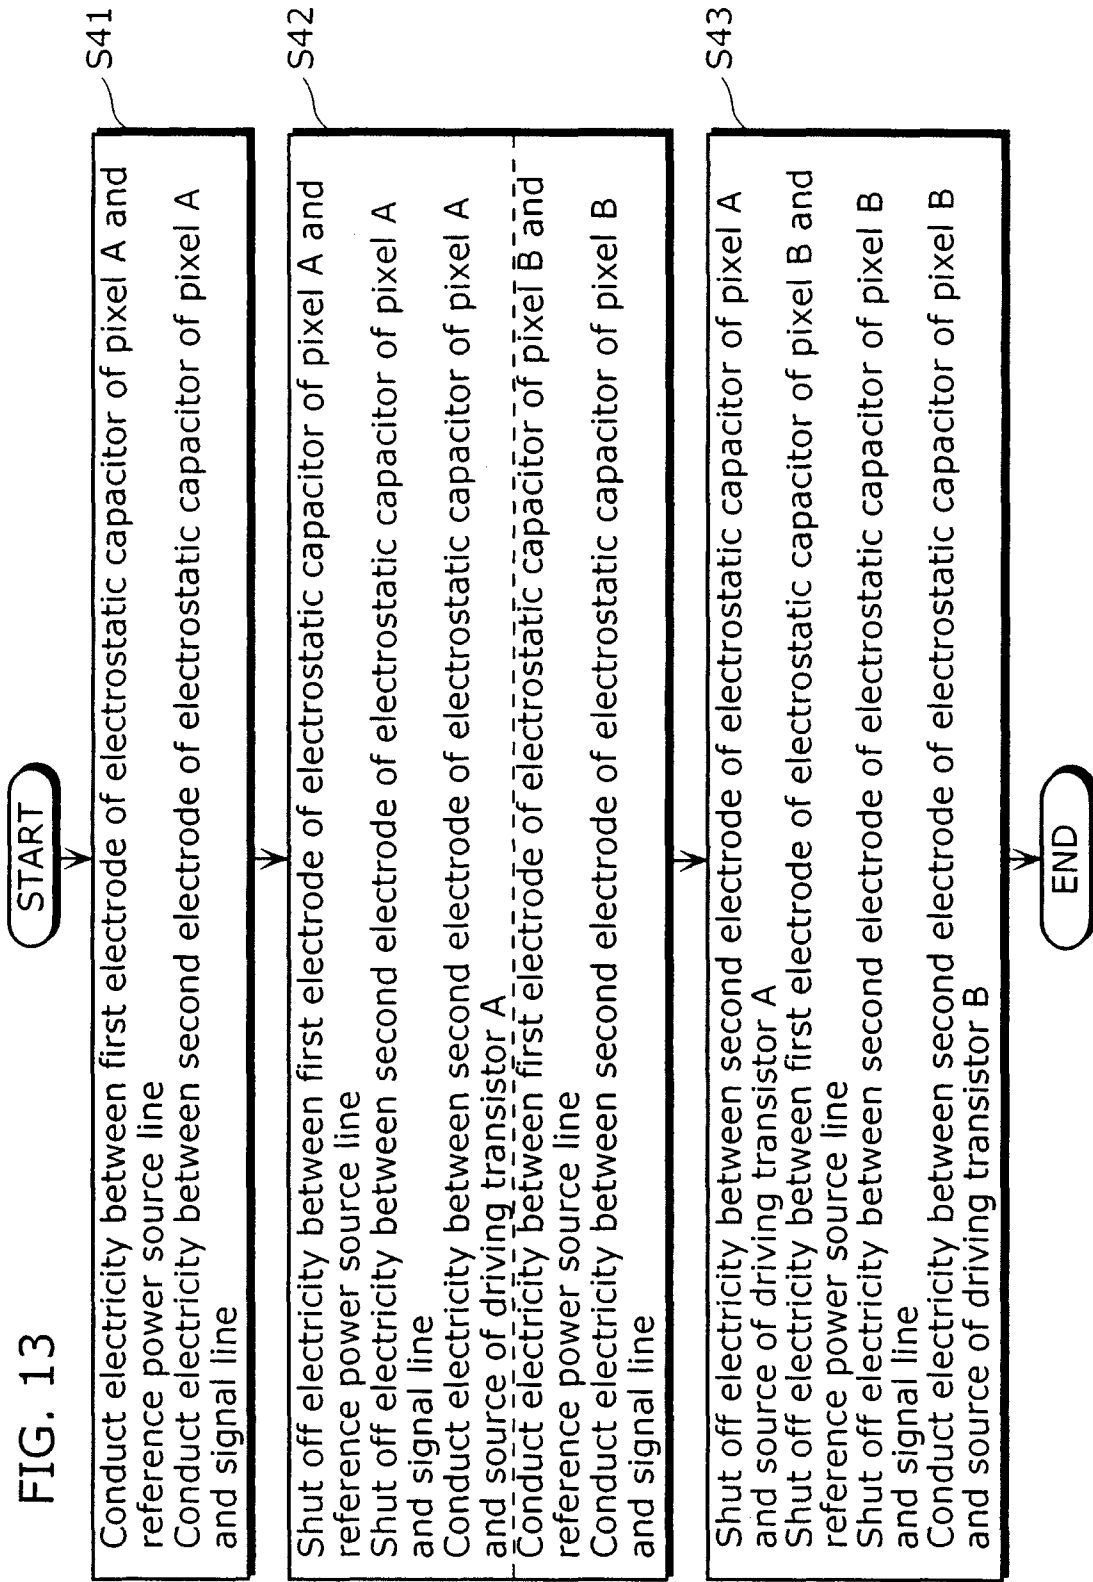 FIG. 13
START
S41
Conduct electricity between first electrode of electrostatic capacitor of pixel A and
reference power source line
Conduct electricity between second electrode of electrostatic capacitor of pixel A
and signal line
S42
Shut off electricity between first electrode of electrostatic capacitor of pixel A and
reference power source line
Shut off electricity between second electrode of electrostatic capacitor of pixel A
and signal line
Conduct electricity between second electrode of electrostatic capacitor of pixel A
and source of driving transistor A
Conduct electricity between first electrode of electrostatic capacitor of pixel B and
reference power source line
Conduct electricity between second electrode of electrostatic capacitor of pixel B
and signal line
S43
Shut off electricity between second electrode of electrostatic capacitor of pixel A
and source of driving transistor A
Shut off electricity between first electrode of electrostatic capacitor of pixel B and
reference power source line
Shut off electricity between second electrode of electrostatic capacitor of pixel B
and signal line
Conduct electricity between second electrode of electrostatic capacitor of pixel B
and source of driving transistor B
END